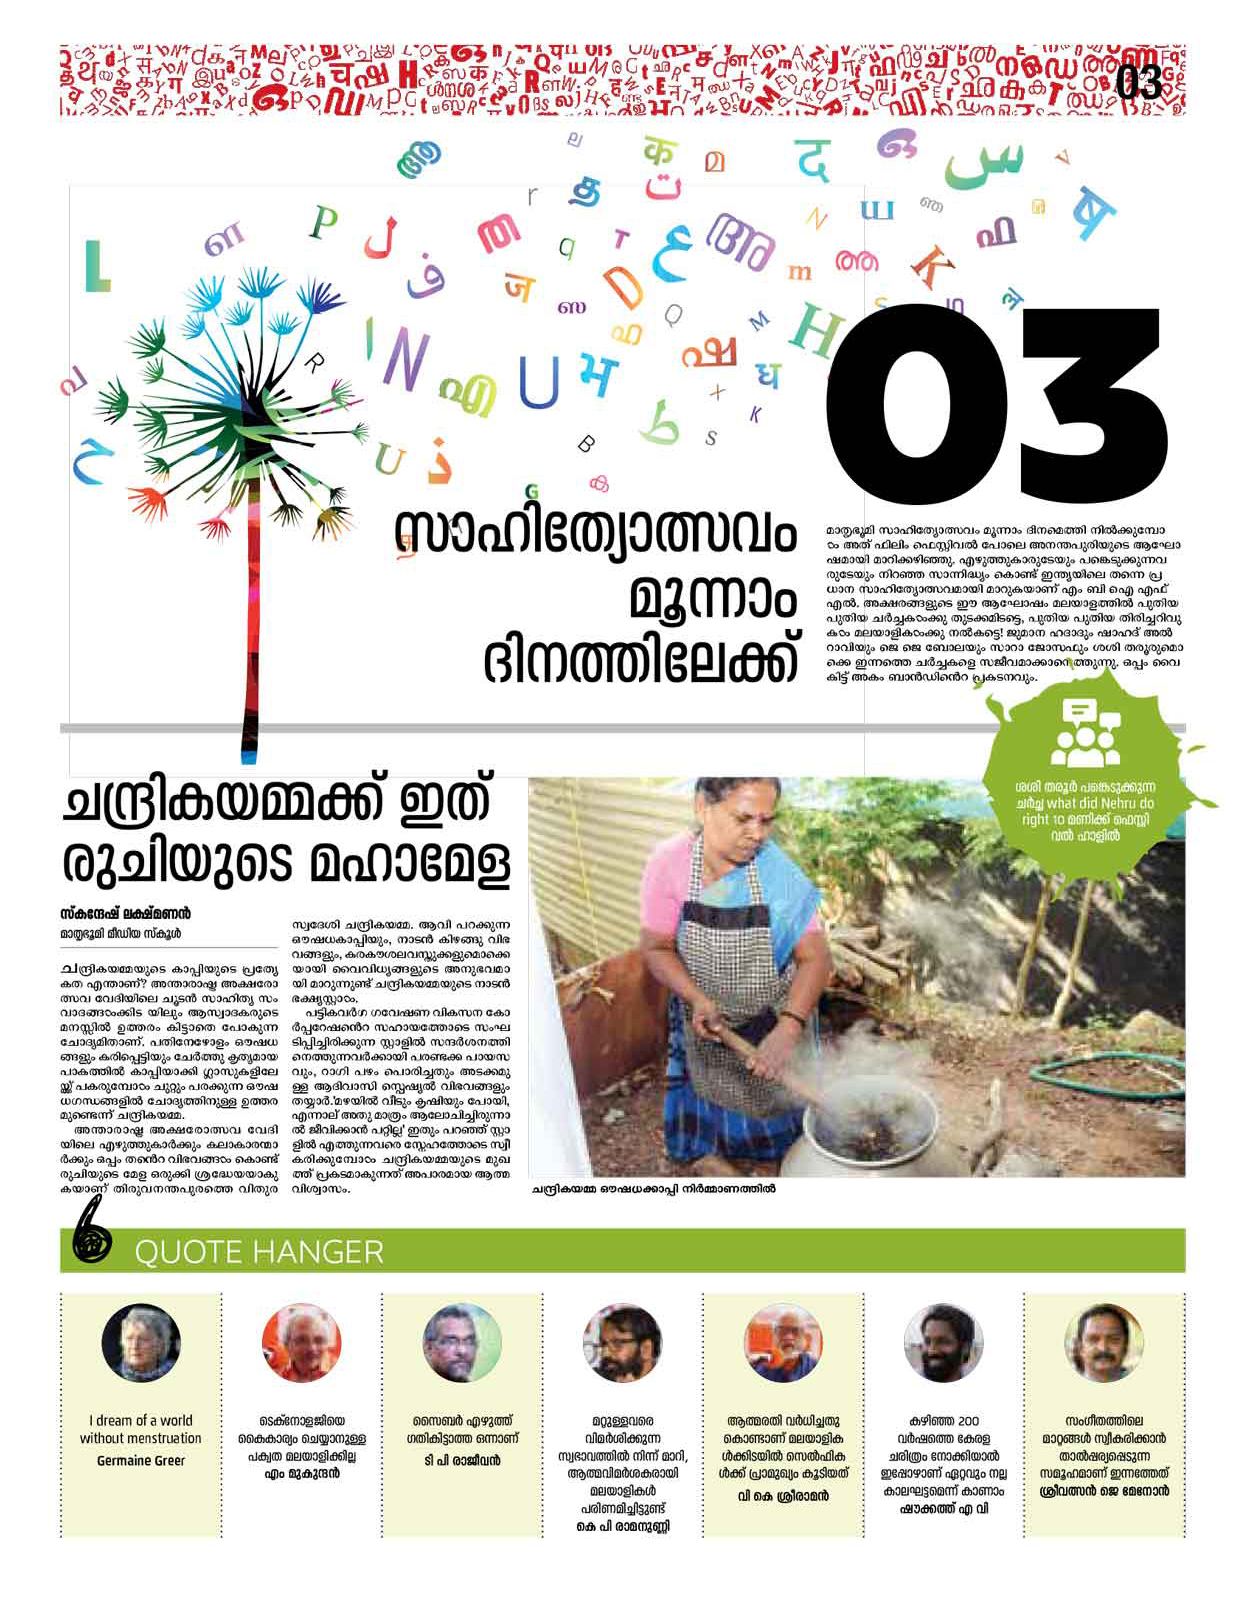 03
03
സാഹിത്യോത്സവം
മൂന്നാം
ദിനത്തിലേക്ക്
മാതൃഭൂമി സാഹിത്യോത്സവം മൂന്നാം ദിനമെത്തി നിൽക്കുമ്പോ
ൾ അത് ഫിലിം ഫെസ്റ്റിവൽ പോലെ അനന്തപുരിയുടെ ആഘോ
ഷമായി മാറിക്കഴിഞ്ഞു. എഴുത്തുകാരുടേയും പങ്കെടുക്കുന്നവ
രുടേയും നിറഞ്ഞ സാന്നിദ്ധ്യം കൊണ്ട് ഇന്ത്യയിലെ തന്നെ പ്ര
ധാന സാഹിത്യോത്സവമായി മാറുകയാണ് എം ബി ഐ എഫ്
എൽ. അക്ഷരങ്ങളുടെ ഈ ആഘോഷം മലയാളത്തിൽ പുതിയ
പുതിയ ചർച്ചകൾക്കു തുടക്കമിടട്ടെ, പുതിയ പുതിയ തിരിച്ചറിവു
കൾ മലയാളികൾക്കു നൽകട്ടെ! ജുമാന ഹദാദും ഷാഹദ് അൽ
റാവിയും ജെ ജെ ബോലയും സാറാ ജോസഫും ശശി തരൂരുമൊ
ക്കെ ഇന്നത്തെ ചർച്ചകളെ സജീവമാക്കാനെത്തുന്നു. ഒപ്പം വൈ
കിട്ട് അകം ബാൻഡിന്റെ പ്രകടനവും.
ശശി തരൂർ പങ്കെടുക്കുന്ന
ചർച്ച what did Nehru do
right 10 മണിക്ക് ഫെസ്റ്റി
വൽ ഹാളിൽ
ചന്ദ്രികയമ്മക്ക് ഇത്
രുചിയുടെ മഹാമേള
സ്കന്ദേഷ് ലക്ഷ്മണൻ
മാതൃഭൂമി മീഡിയ സ്കൂൾ
ചന്ദ്രികയമ്മയുടെ കാപ്പിയുടെ പ്രത്യേ
കത എന്താണ്? അന്താരാഷ്ട്ര അക്ഷരോ
ത്സവ വേദിയിലെ ചൂടൻ സാഹിത്യ സം
വാദങ്ങൾക്കിട യിലും ആസ്വാദകരുടെ
മനസ്സിൽ ഉത്തരം കിട്ടാതെ പോകുന്ന
ചോദ്യമിതാണ്. പതിനേഴോളം ഔഷധ
ങ്ങളും കരിപ്പെട്ടിയും ചേർത്തു കൃത്യമായ
പാകത്തിൽ കാപ്പിയാക്കി ഗ്ലാസുകളിലേ
യ്ക്ക് പകരുമ്പോൾ ചുറ്റും പരക്കുന്ന ഔഷ
ധഗന്ധങ്ങളിൽ ചോദ്യത്തിനുള്ള ഉത്തര
മുണ്ടെന്ന് ചന്ദ്രികയമ്മ.
അന്താരാഷ്ട്ര അക്ഷരോത്സവ വേദി
യിലെ എഴുത്തുകാർക്കും കലാകാരന്മാ
ർക്കും ഒപ്പം തന്റെ വിഭവങ്ങൾ കൊണ്ട്
രുചിയുടെ മേള ഒരുക്കി ശ്രദ്ധേയയാകു
കയാണ് തിരുവനന്തപുരത്തെ വിതുര
സ്വദേശി ചന്ദ്രികയമ്മ. ആവി പറക്കുന്ന
ഔഷധകാപ്പിയും, നാടൻ കിഴങ്ങു വിഭ
വങ്ങളും, കരകൗശലവസ്തുക്കളുമൊക്കെ
യായി വൈവിധ്യങ്ങളുടെ അനുഭവമാ
യി മാറുന്നുണ്ട് ചന്ദ്രികയമ്മയുടെ നാടൻ
ഭക്ഷ്യസ്റ്റാൾ.
പട്ടികവർഗ ഗവേഷണ വികസന കോ
ർപ്പറേഷന്റെ സഹായത്തോടെ സംഘ
ടിപ്പിച്ചിരിക്കുന്ന സ്റ്റാളിൽ സന്ദർശനത്തി
നെത്തുന്നവർക്കായി പരണ്ടക്ക പായസ
വും, റാഗി പഴം പൊരിച്ചതും അടക്കമു
ള്ള ആദിവാസി സ്പെഷ്യൽ വിഭവങ്ങളും
തയ്യാർ.'മഴയിൽ വീടും കൃഷിയും പോയി,
എന്നാല് അതു മാത്രം ആലോചിച്ചിരുന്നാ
ൽ ജീവിക്കാൻ പറ്റില്ല' ഇതും പറഞ്ഞ് സ്റ്റാ
ളിൽ എത്തുന്നവരെ സ്നേഹത്തോടെ സ്വീ
കരിക്കുമ്പോൾ ചന്ദ്രികയമ്മയുടെ മുഖ
ത്ത് പ്രകടമാകുന്നത് അപാരമായ ആത്മ
വിശ്വാസം.
ചന്ദ്രികയമ്മ ഔഷധക്കാപ്പി നിർമ്മാണത്തിൽ
QUOTE HANGER
I dream of a world
without menstruation
Germaine Greer
ടെക്നോളജിയെ
കൈകാര്യം ചെയ്യാനുള്ള
പക്വത മലയാളിക്കില്ല
എം മുകുന്ദൻ
സൈബർ എഴുത്ത്
ഗതികിട്ടാത്ത ഒന്നാണ്
ടി പി രാജീവൻ
മറ്റുള്ളവരെ
വിമർശിക്കുന്ന
സ്വഭാവത്തിൽ നിന്ന് മാറി,
ആത്മവിമർശകരായി
മലയാളികൾ
പരിണമിച്ചിട്ടുണ്ട്
കെ പി രാമനുണ്ണി
ആത്മരതി വർധിച്ചതു
കൊണ്ടാണ് മലയാളിക
ൾക്കിടയിൽ സെൽഫിക
ൾക്ക് പ്രാമുഖ്യം കൂടിയത്
വി കെ ശ്രീരാമൻ
കഴിഞ്ഞ 200
വർഷത്തെ കേരള
ചരിത്രം നോക്കിയാൽ
ഇപ്പോഴാണ് ഏറ്റവും നല്ല
കാലഘട്ടമെന്ന് കാണാം
ഷൗക്കത്ത് എ വി
സംഗീതത്തിലെ
മാറ്റങ്ങൾ സ്വീകരിക്കാൻ
താൽപ്പര്യപ്പെടുന്ന
സമൂഹമാണ് ഇന്നത്തേത്
ശ്രീവത്സൻ ജെ മേനോൻ